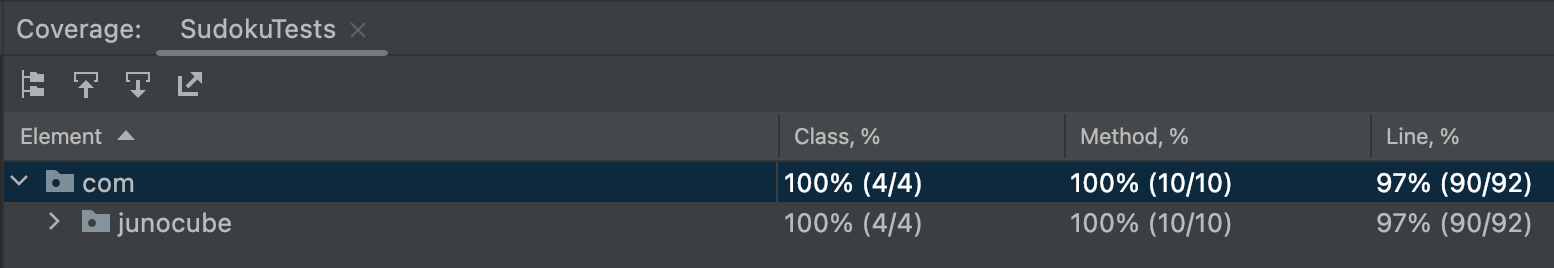 Coverage: SudokuTests
Element Class, % Method, % Line, %
com 100% (4/4) 100% (10/10) 97% (90/92)
junocube 100% (4/4) 100% (10/10) 97% (90/92)